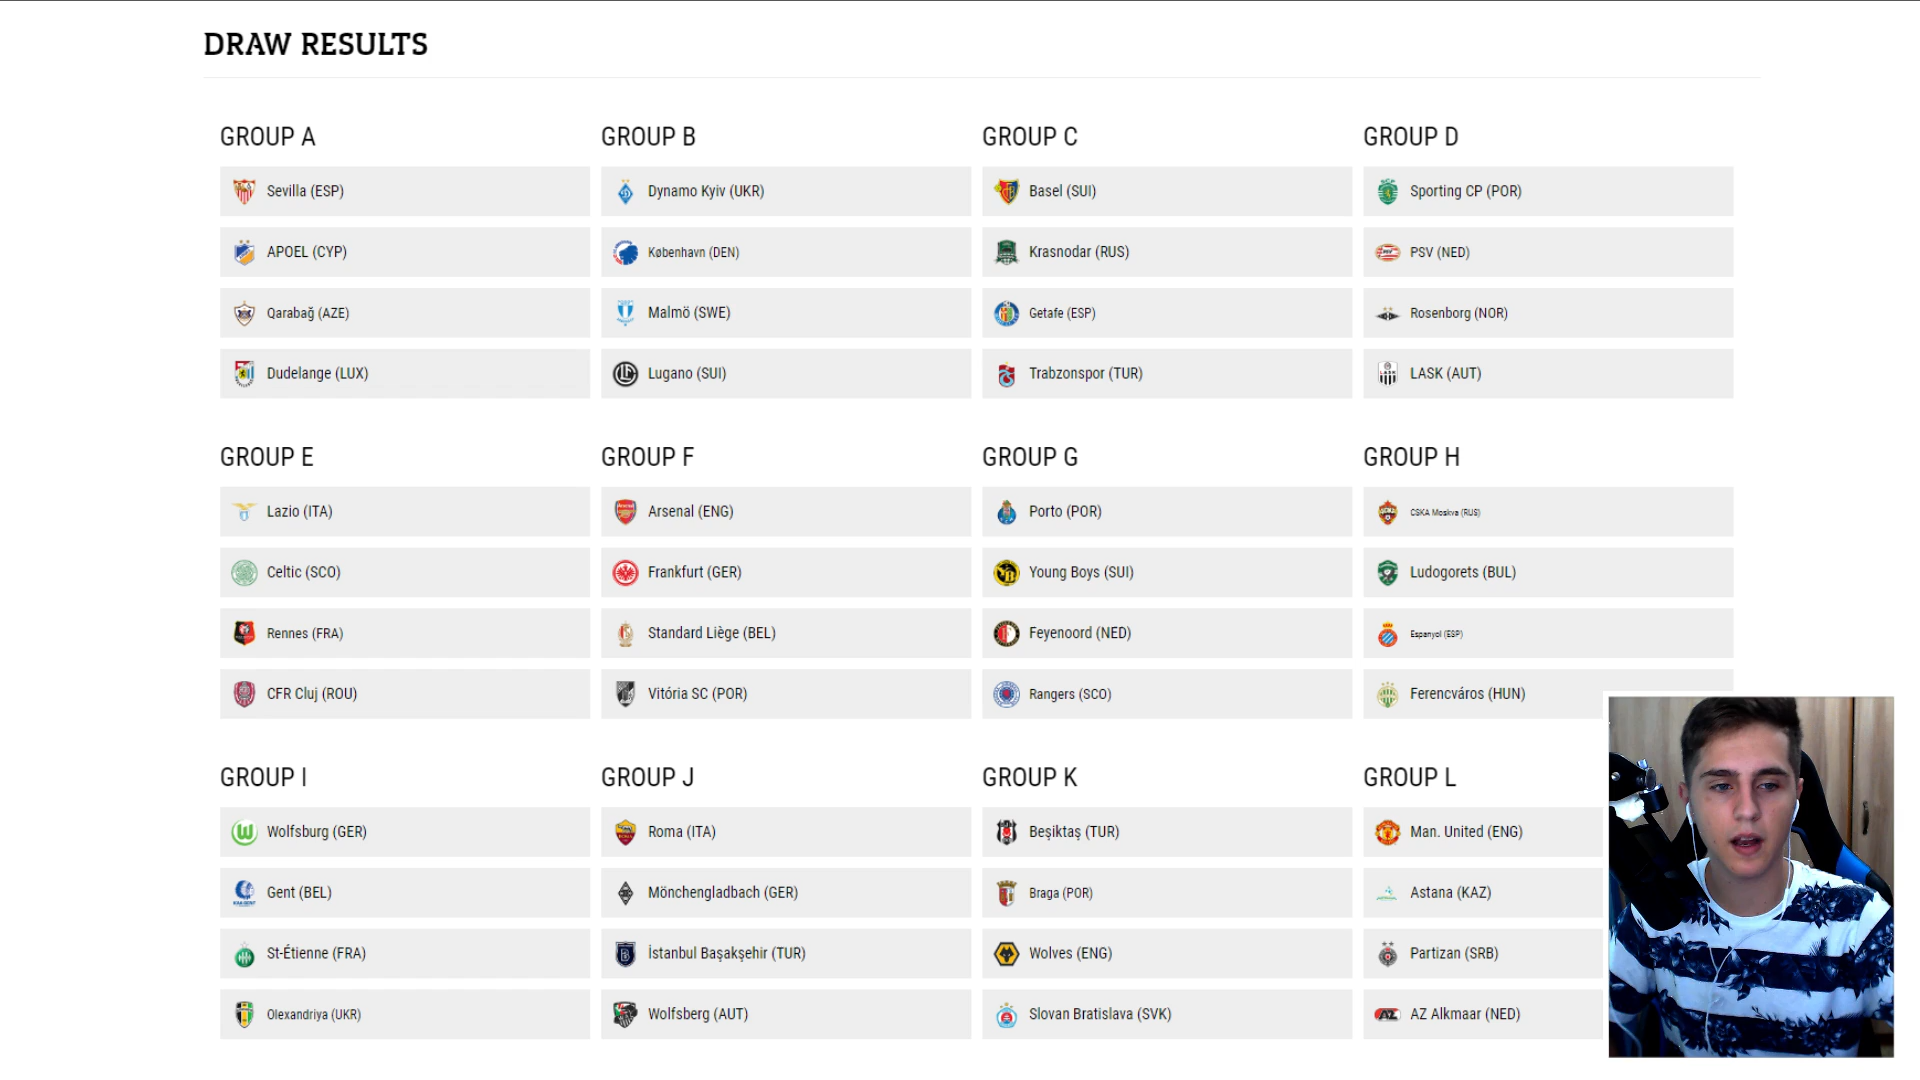 DRAW RESULTS
GROUP A
Sevilla (ESP)
APOEL (CYP)
Qarabağ (AZE)
Dudelange (LUX)
GROUP B
Dynamo Kyiv (UKR)
København (DEN)
Malmö (SWE)
Lugano (SUI)
GROUP C
Basel (SUI)
Krasnodar (RUS)
Getafe (ESP)
Trabzonspor (TUR)
GROUP D
Sporting CP (POR)
PSV (NED)
Rosenborg (NOR)
LASK (AUT)
GROUP E
Lazio (ITA)
Celtic (SCO)
Rennes (FRA)
CFR Cluj (ROU)
GROUP F
Arsenal (ENG)
Frankfurt (GER)
Standard Liège (BEL)
Vitória SC (POR)
GROUP G
Porto (POR)
Young Boys (SUI)
Feyenoord (NED)
Rangers (SCO)
GROUP H
CSKA Moskva (RUS)
Ludogorets (BUL)
Espanyol (ESP)
Ferencváros (HUN)
GROUP I
Wolfsburg (GER)
Gent (BEL)
St-Étienne (FRA)
Olexandriya (UKR)
GROUP J
Roma (ITA)
Mönchengladbach (GER)
İstanbul Başakşehir (TUR)
Wolfsberg (AUT)
GROUP K
Beşiktaş (TUR)
Braga (POR)
Wolves (ENG)
Slovan Bratislava (SVK)
GROUP L
Man. United (ENG)
Astana (KAZ)
Partizan (SRB)
AZ Alkmaar (NED)